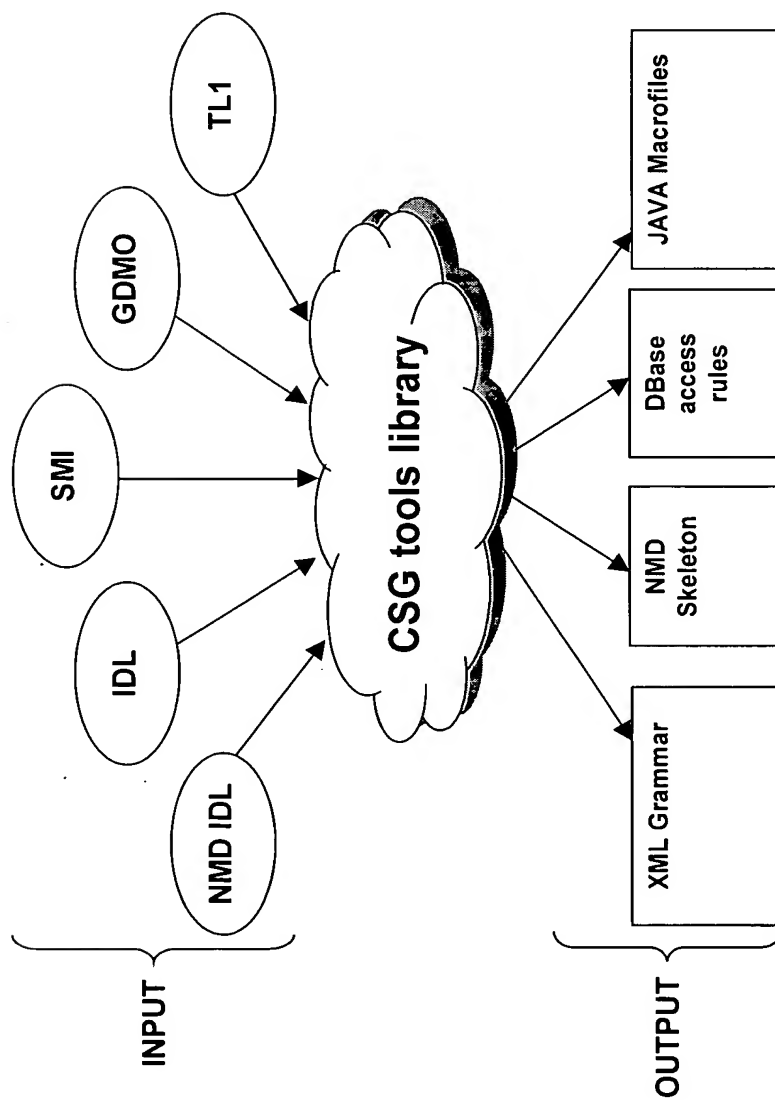 INPUT
NMD IDL
IDL
SMI
GDMO
TL1
CSG tools library
OUTPUT
XML Grammar
NMD
Skeleton
DBase
access
rules
JAVA Macrofiles